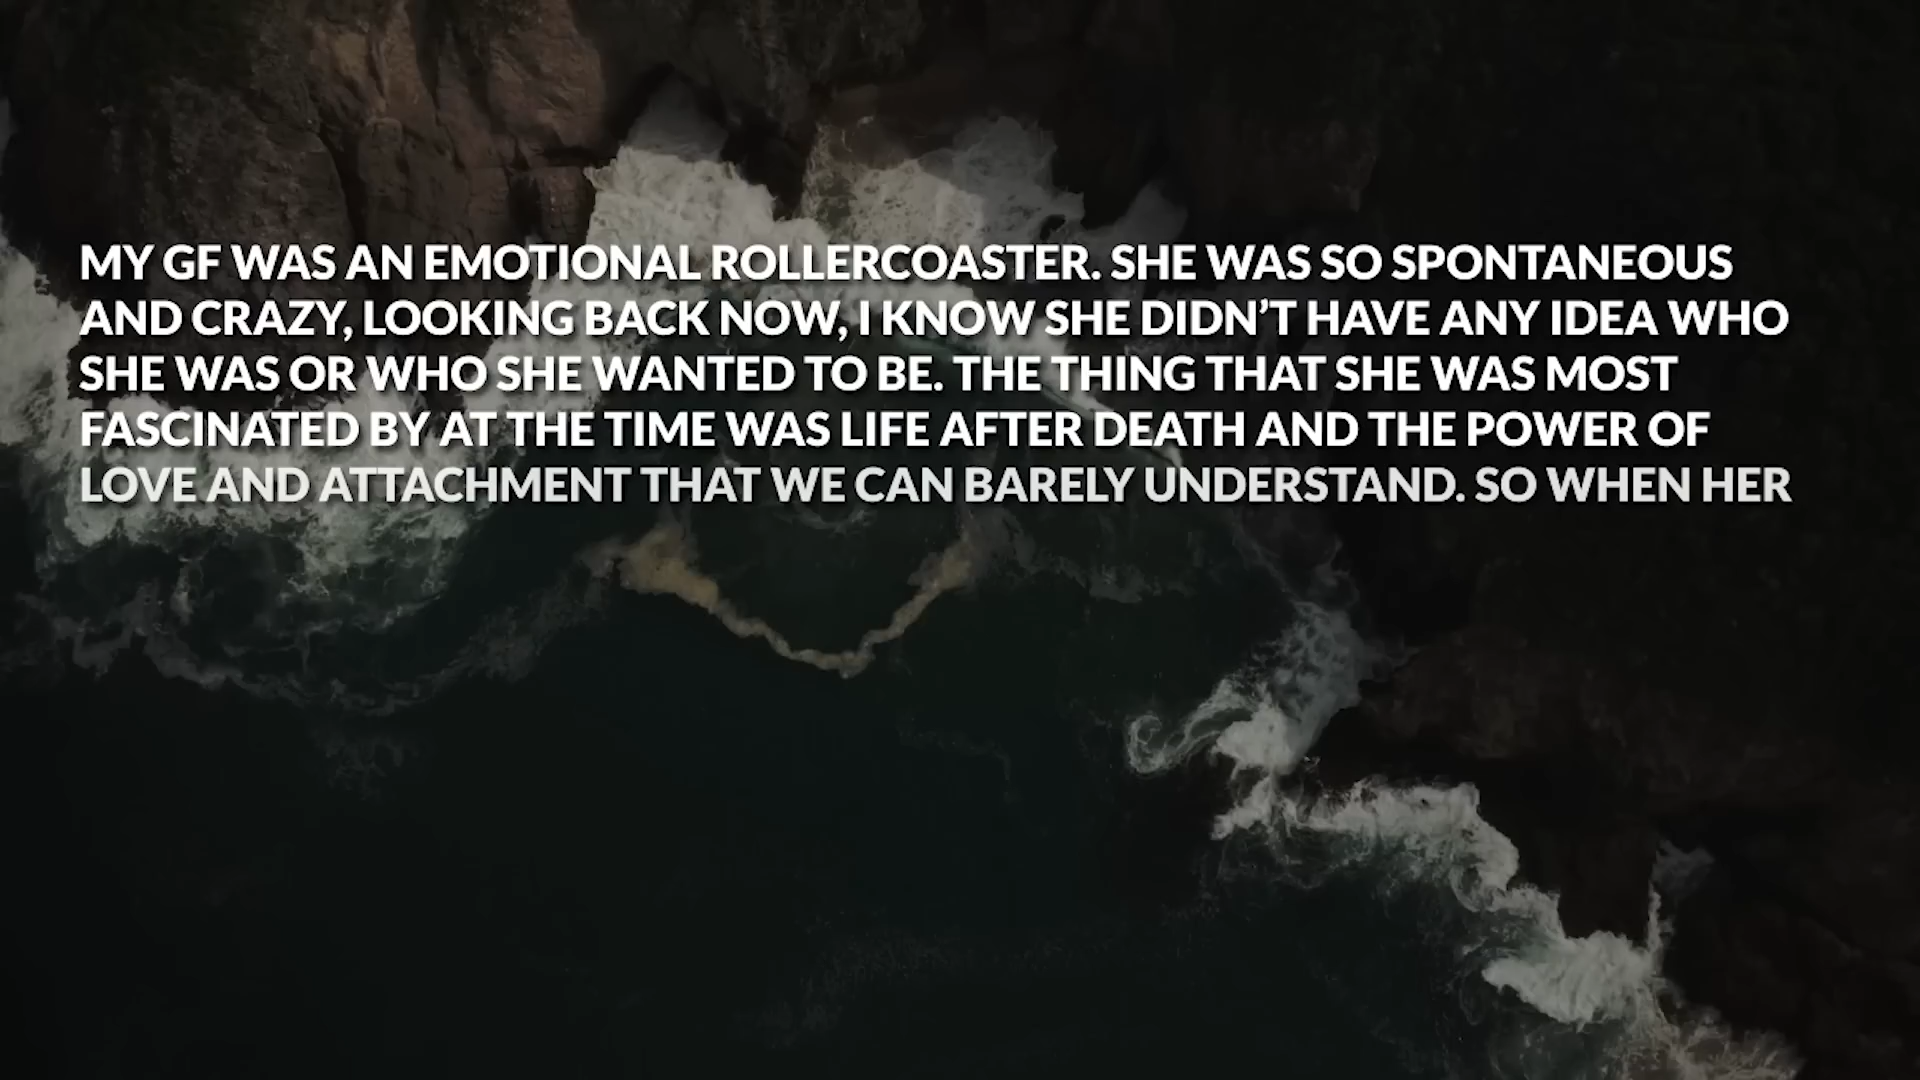 MY GF WAS AN EMOTIONAL ROLLERCOASTER. SHE WAS SO SPONTANEOUS
AND CRAZY, LOOKING BACK NOW, I KNOW SHE DIDN’T HAVE ANY IDEA WHO
SHE WAS OR WHO SHE WANTED TO BE. THE THING THAT SHE WAS MOST
FASCINATED BY AT THE TIME WAS LIFE AFTER DEATH AND THE POWER OF
LOVE AND ATTACHMENT THAT WE CAN BARELY UNDERSTAND. SO WHEN HER